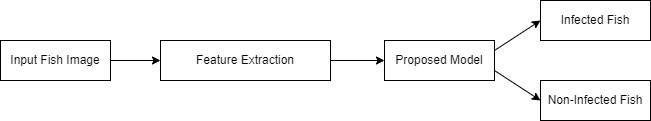 Input Fish Image
Feature Extraction
Proposed Model
Infected Fish
Non-Infected Fish